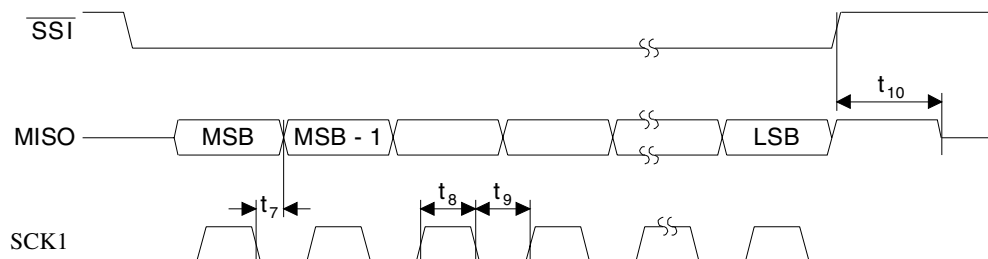 SSI
t10
MISO
MSB
MSB - 1
LSB
t7
t8
t9
SCK1